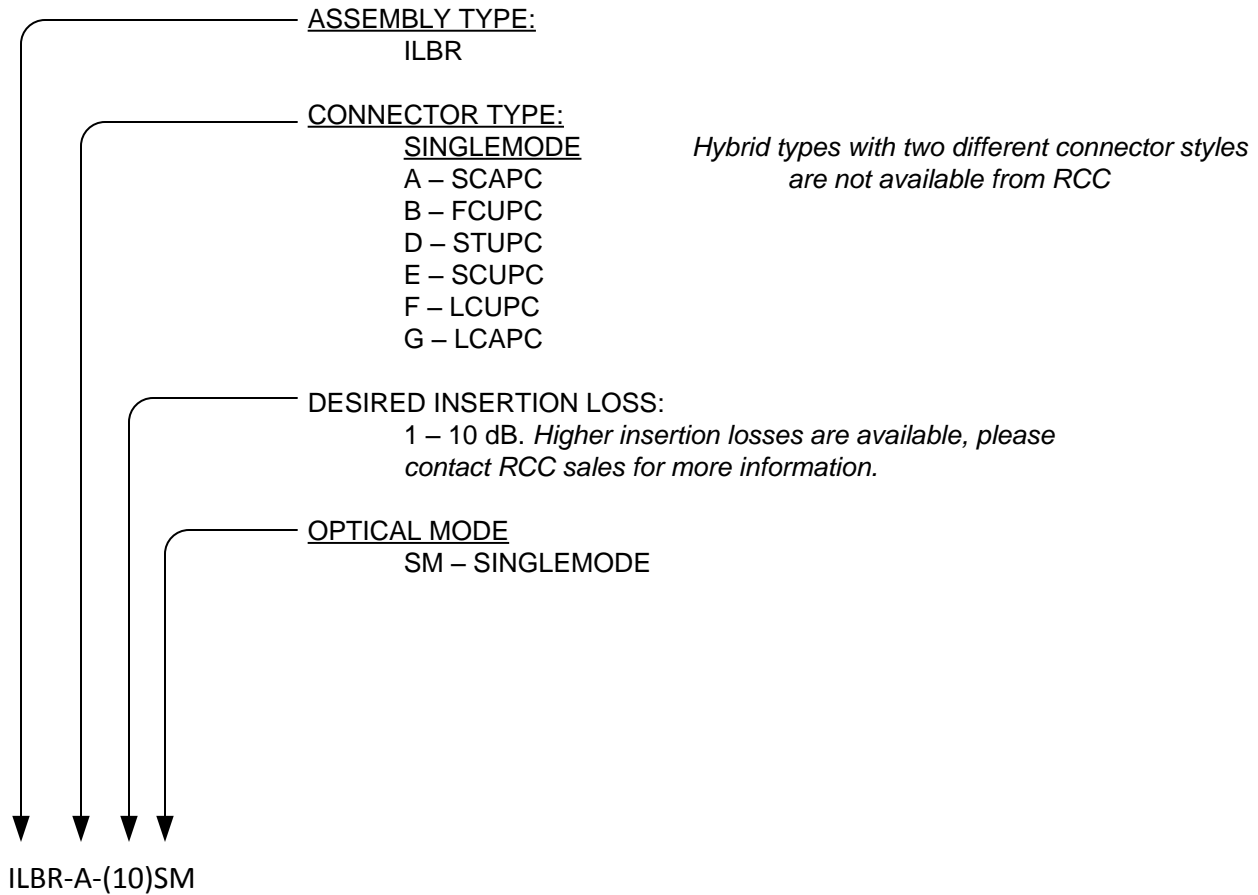 ASSEMBLY TYPE:
ILBR
CONNECTOR TYPE:
SINGLEMODE
A – SCAPC
B – FCUPC
D – STUPC
E – SCUPC
F – LCUPC
G – LCAPC
Hybrid types with two different connector styles
are not available from RCC
DESIRED INSERTION LOSS:
1 – 10 dB. Higher insertion losses are available, please
contact RCC sales for more information.
OPTICAL MODE
SM – SINGLEMODE
ILBR-A-(10)SM